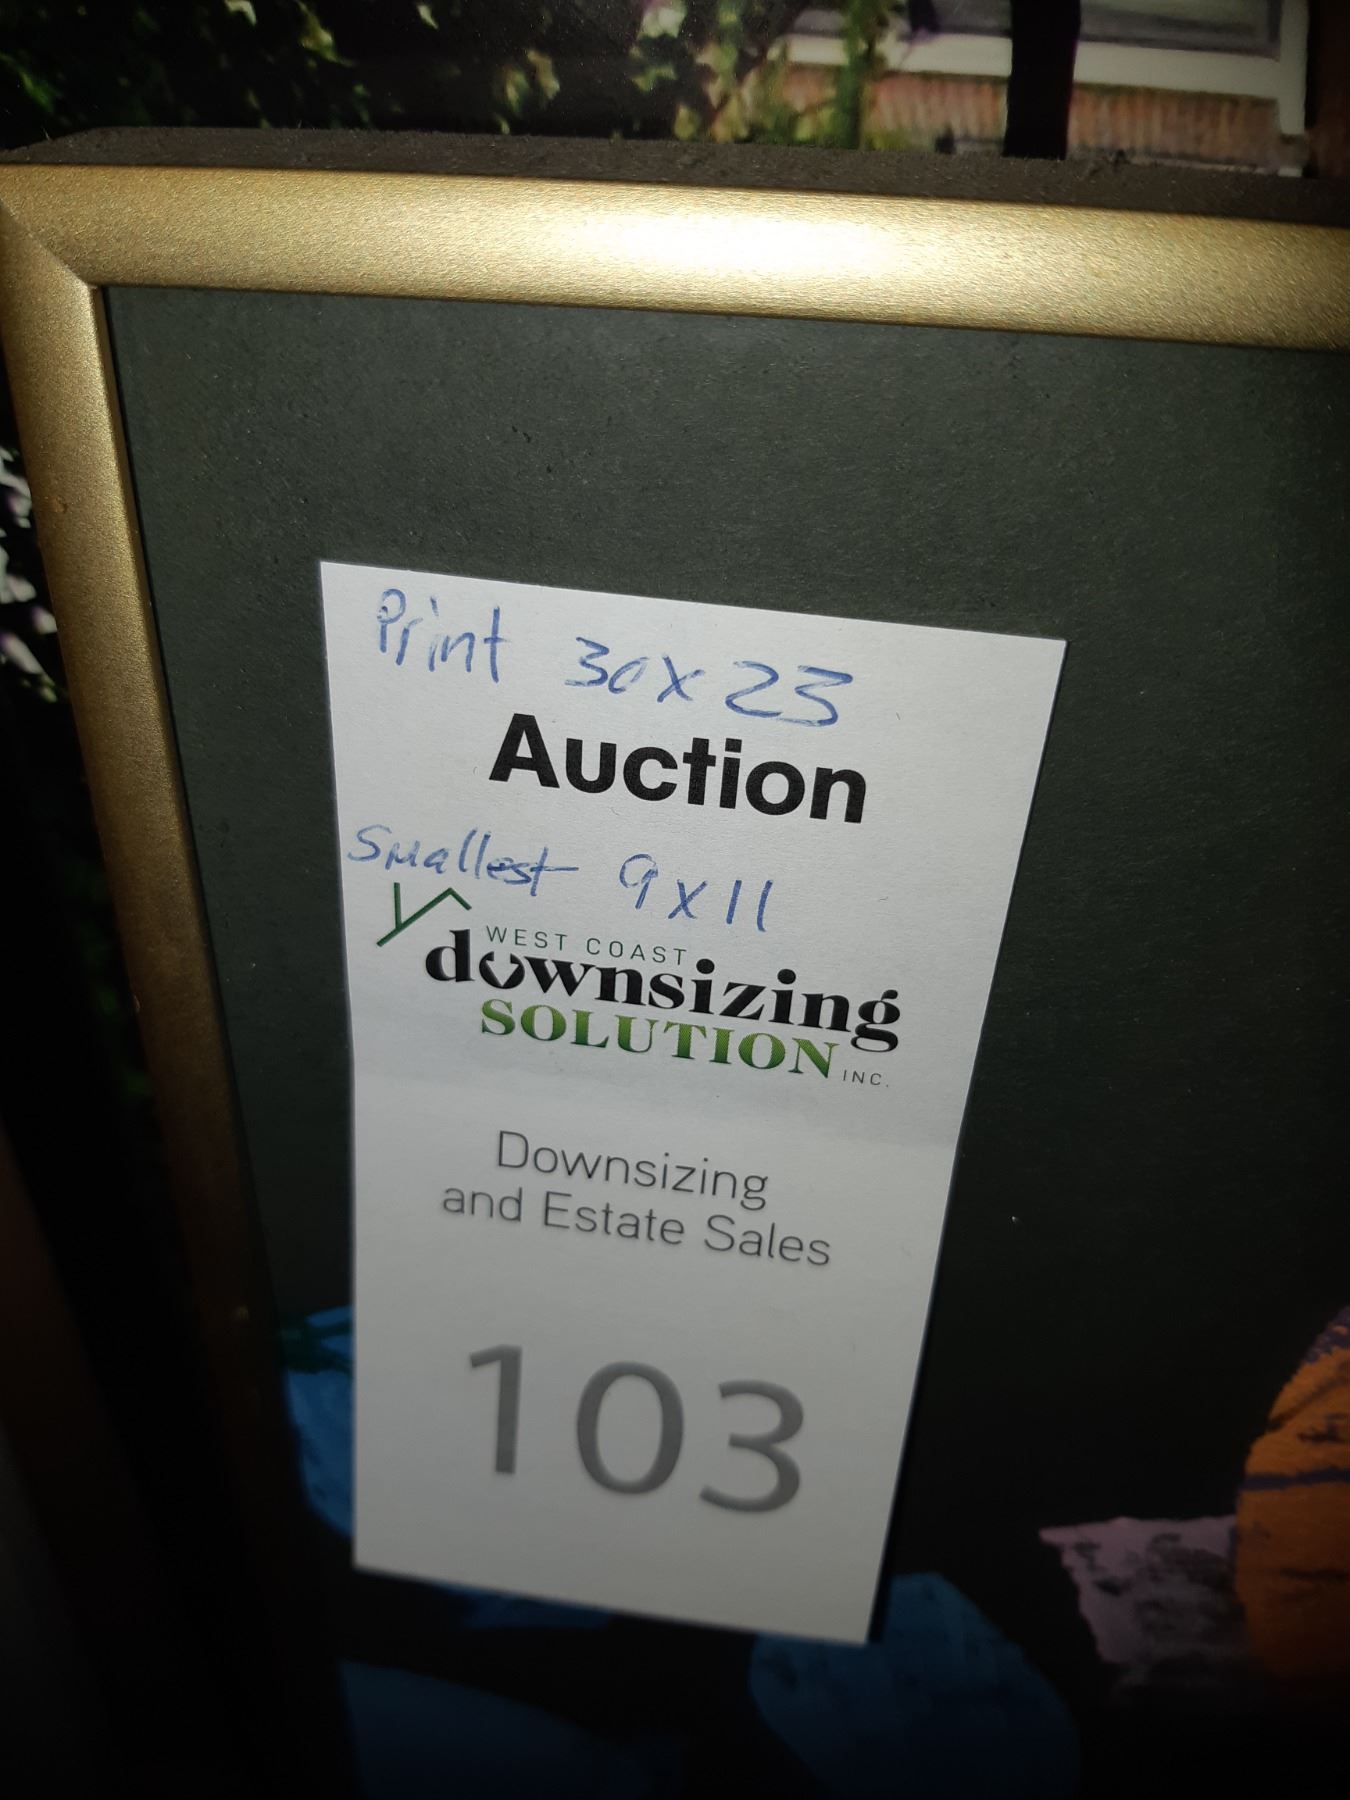 Print 30x23
Auction
Smallest 9x11
WEST COAST
downsizing
SOLUTION INC.
Downsizing
and Estate Sales
103